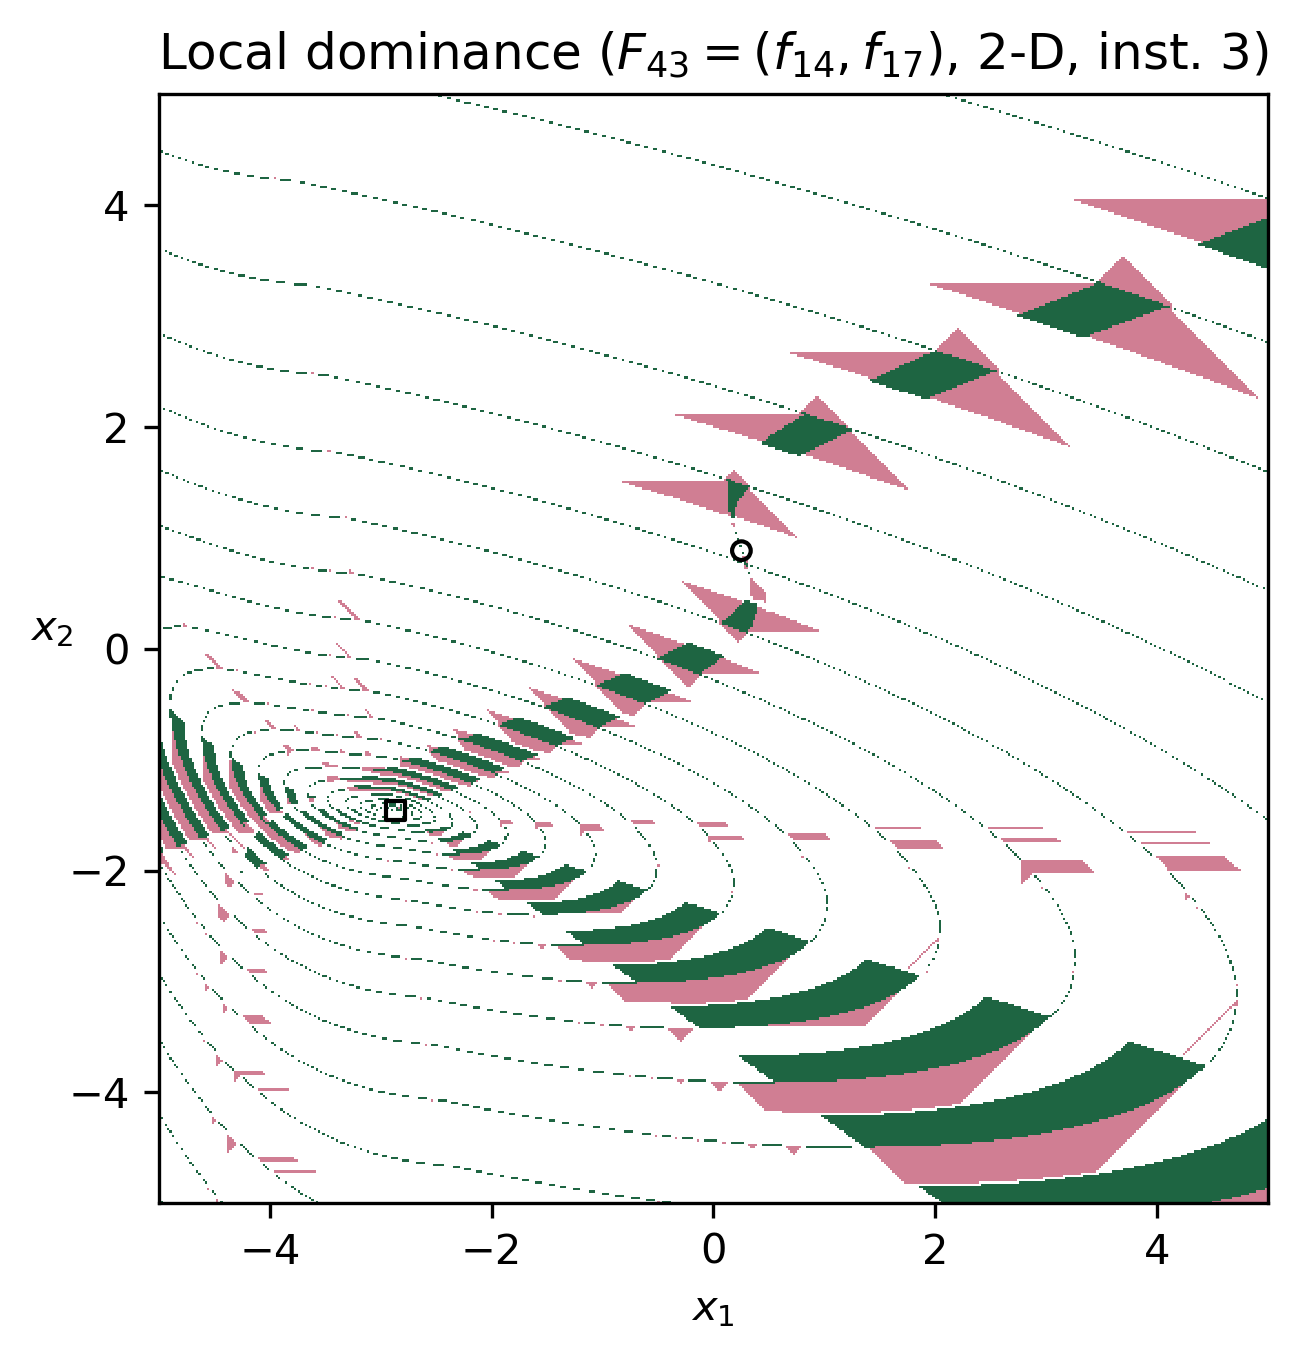 Local dominance (F₄₃ = (f₁₄, f₁₇), 2-D, inst. 3)
4
2
x₂
0
−2
−4
−4 −2 0 2 4
x₁